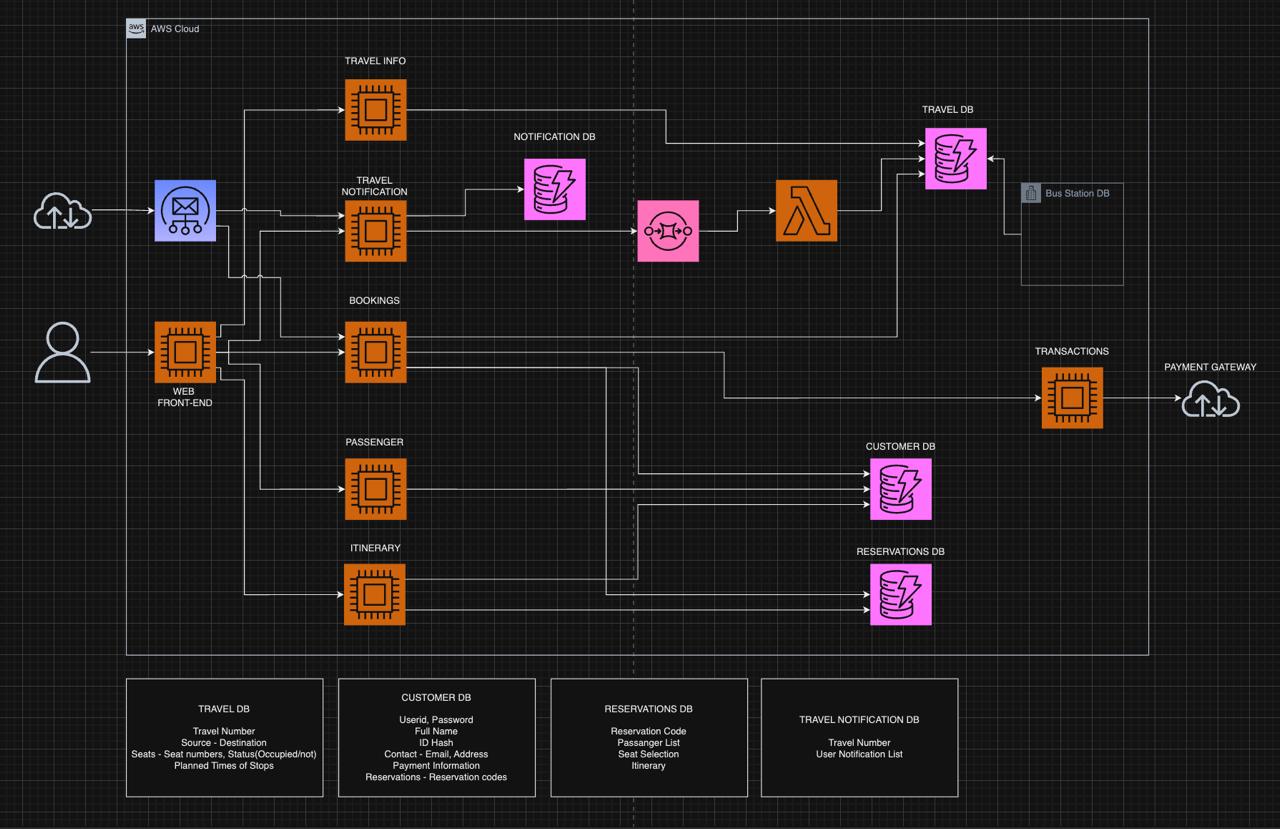 aws
AWS Cloud
TRAVEL INFO
TRAVEL DB
NOTIFICATION DB
TRAVEL
NOTIFICATION
Bus Station DB
BOOKINGS
TRANSACTIONS
PAYMENT GATEWAY
WEB
FRONT-END
PASSENGER
CUSTOMER DB
ITINERARY
RESERVATIONS DB
TRAVEL DB
Travel Number
Source - Destination
Seats - Seat numbers, Status(Occupied/not)
Planned Times of Stops
CUSTOMER DB
Userid, Password
Full Name
ID Hash
Contact - Email, Address
Payment Information
Reservations - Reservation codes
RESERVATIONS DB
Reservation Code
Passanger List
Seat Selection
Itinerary
TRAVEL NOTIFICATION DB
Travel Number
User Notification List